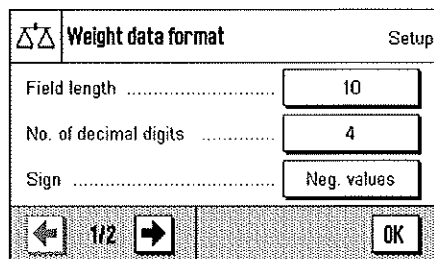 Weight data format Setup
Field length ................................ 10
No. of decimal digits ................ 4
Sign ............................................ Neg. values
1/2 OK